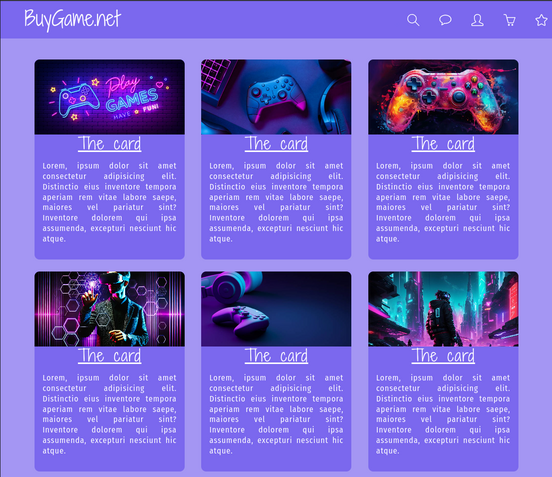 BuyGame.net
Play
GAMES
HAVE FUN!
The card
Lorem, ipsum dolor sit amet
consectetur adipisicing elit.
Distinctio eius inventore tempora
aperiam rem vitae labore saepe,
maiores vel pariatur sint?
Inventore dolorem qui ipsa
assumenda, excepturi nesciunt hic
atque.
The card
Lorem, ipsum dolor sit amet
consectetur adipisicing elit.
Distinctio eius inventore tempora
aperiam rem vitae labore saepe,
maiores vel pariatur sint?
Inventore dolorem qui ipsa
assumenda, excepturi nesciunt hic
atque.
The card
Lorem, ipsum dolor sit amet
consectetur adipisicing elit.
Distinctio eius inventore tempora
aperiam rem vitae labore saepe,
maiores vel pariatur sint?
Inventore dolorem qui ipsa
assumenda, excepturi nesciunt hic
atque.
The card
Lorem, ipsum dolor sit amet
consectetur adipisicing elit.
Distinctio eius inventore tempora
aperiam rem vitae labore saepe,
maiores vel pariatur sint?
Inventore dolorem qui ipsa
assumenda, excepturi nesciunt hic
atque.
The card
Lorem, ipsum dolor sit amet
consectetur adipisicing elit.
Distinctio eius inventore tempora
aperiam rem vitae labore saepe,
maiores vel pariatur sint?
Inventore dolorem qui ipsa
assumenda, excepturi nesciunt hic
atque.
The card
Lorem, ipsum dolor sit amet
consectetur adipisicing elit.
Distinctio eius inventore tempora
aperiam rem vitae labore saepe,
maiores vel pariatur sint?
Inventore dolorem qui ipsa
assumenda, excepturi nesciunt hic
atque.